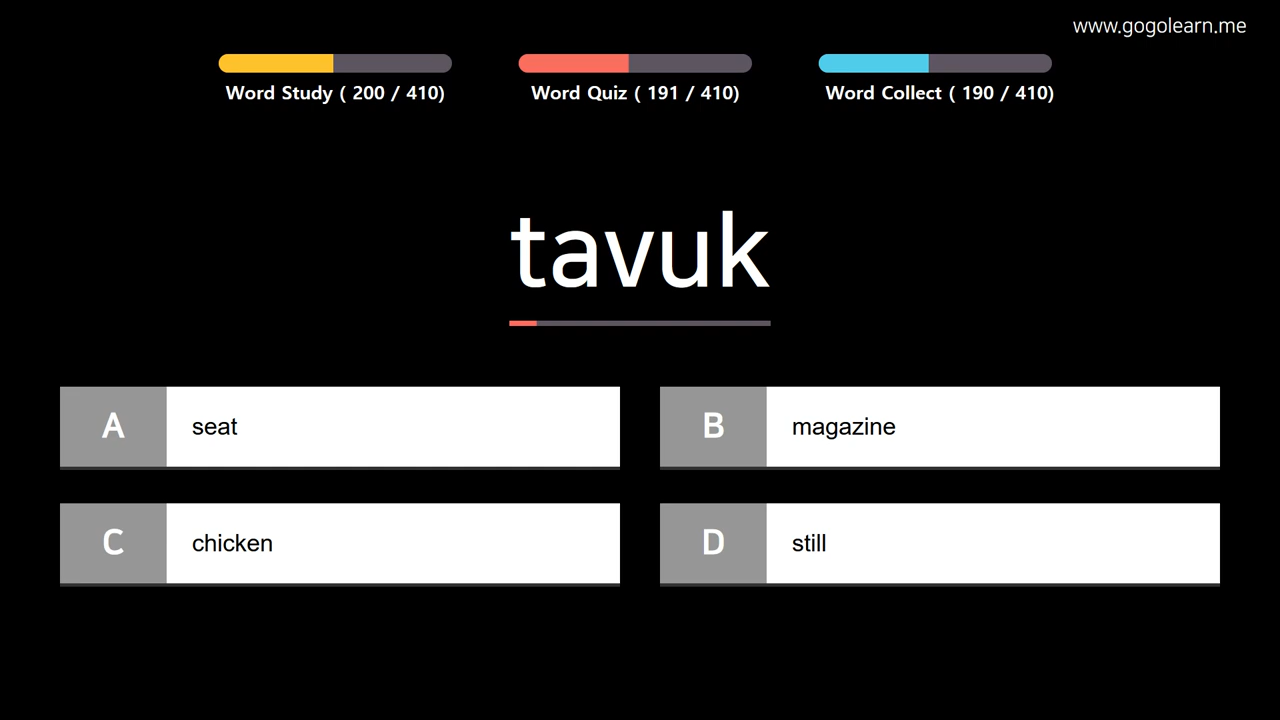 www.gogolearn.me
Word Study ( 200 / 410)
Word Quiz ( 191 / 410)
Word Collect ( 190 / 410)
tavuk
A seat
B magazine
C chicken
D still